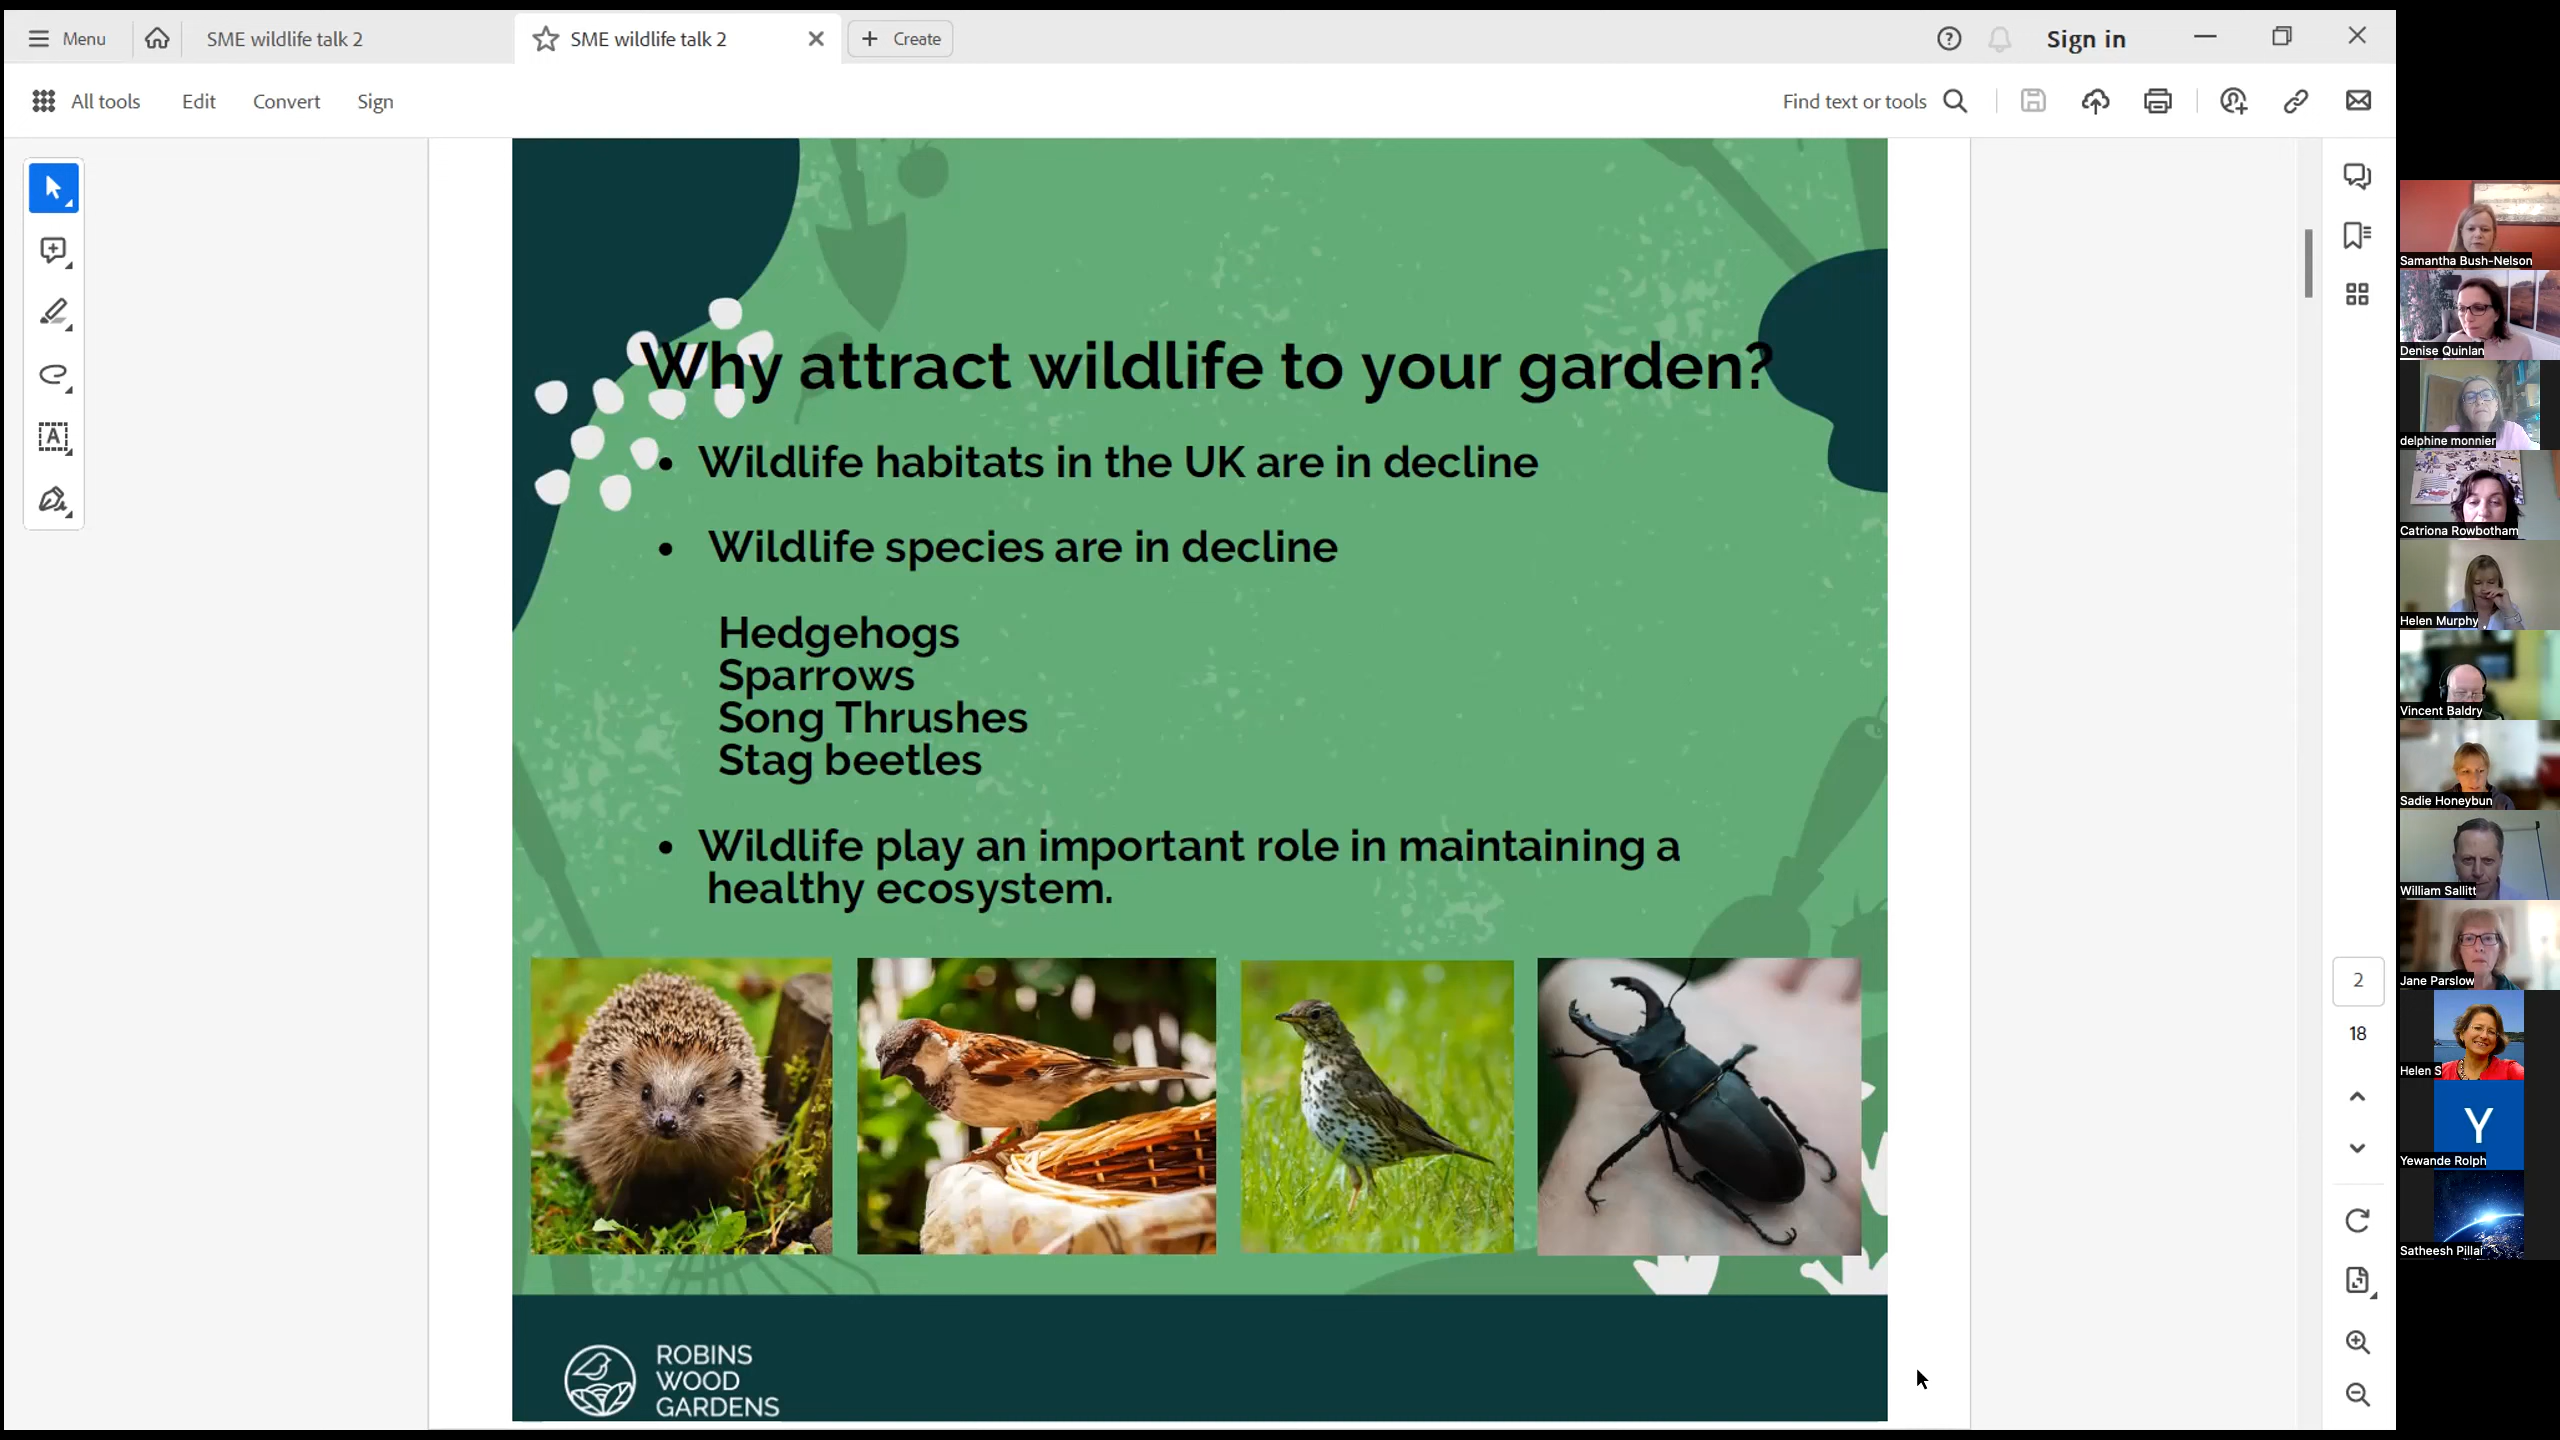 Menu
SME wildlife talk 2
SME wildlife talk 2
Create
Sign in
All tools
Edit
Convert
Sign
Find text or tools
Why attract wildlife to your garden?
• Wildlife habitats in the UK are in decline
• Wildlife species are in decline
Hedgehogs
Sparrows
Song Thrushes
Stag beetles
• Wildlife play an important role in maintaining a
healthy ecosystem.
ROBINS
WOOD
GARDENS
2
18
Samantha Bush-Nelson
Denise Quinlan
delphine monnier
Catriona Rowbotham
Helen Murphy
Vincent Baldry
Sadie Honeybun
William Sallitt
Jane Parslow
Helen S
Y
Yewande Rolph
Satheesh Pillai